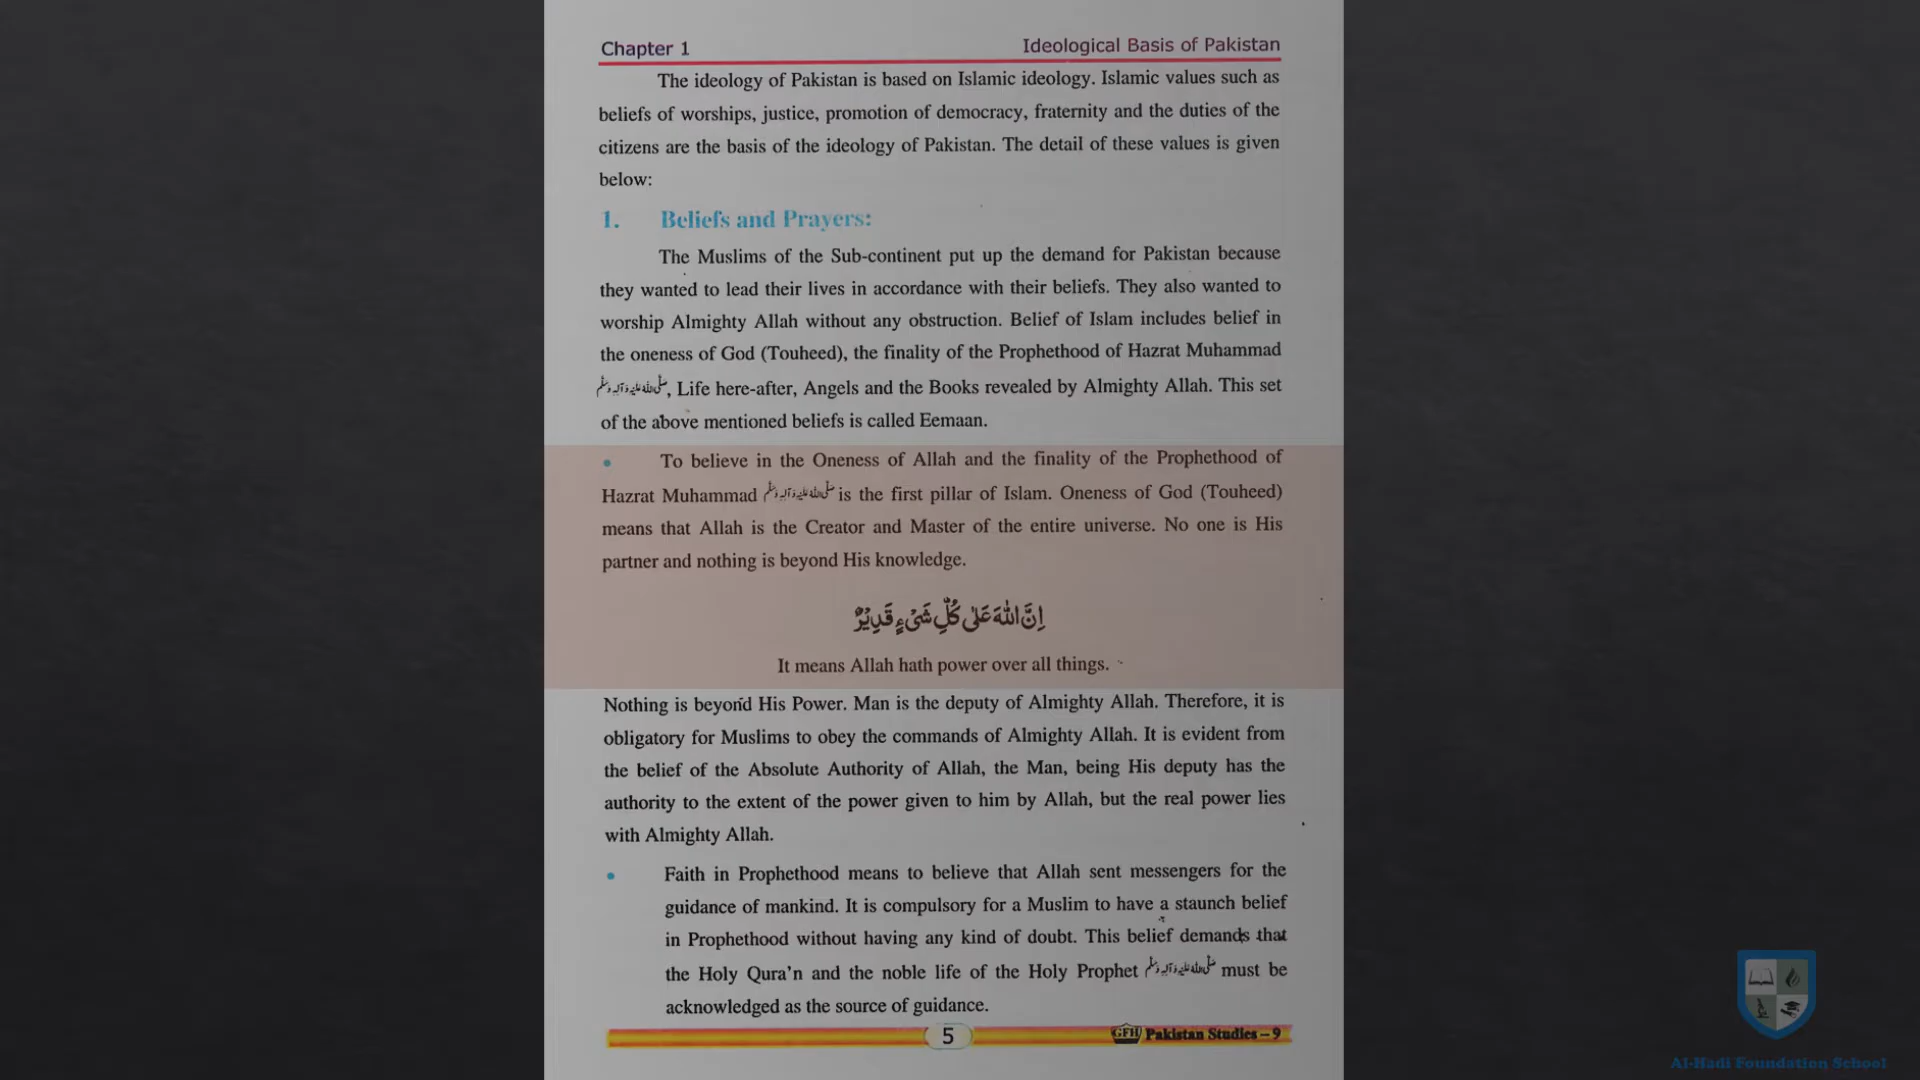 Chapter 1
Ideological Basis of Pakistan
The ideology of Pakistan is based on Islamic ideology. Islamic values such as
beliefs of worships, justice, promotion of democracy, fraternity and the duties of the
citizens are the basis of the ideology of Pakistan. The detail of these values is given
below:
1. Beliefs and Prayers:
The Muslims of the Sub-continent put up the demand for Pakistan because
they wanted to lead their lives in accordance with their beliefs. They also wanted to
worship Almighty Allah without any obstruction. Belief of Islam includes belief in
the oneness of God (Touheed), the finality of the Prophethood of Hazrat Muhammad
صلى الله عليه وآله وسلم, Life here-after, Angels and the Books revealed by Almighty Allah. This set
of the above mentioned beliefs is called Eemaan.
• To believe in the Oneness of Allah and the finality of the Prophethood of
Hazrat Muhammad صلى الله عليه وآله وسلم is the first pillar of Islam. Oneness of God (Touheed)
means that Allah is the Creator and Master of the entire universe. No one is His
partner and nothing is beyond His knowledge.
اِنَّ اللّٰهَ عَلٰى كُلِّ شَىْءٍ قَدِيْرٌ
It means Allah hath power over all things.
Nothing is beyond His Power. Man is the deputy of Almighty Allah. Therefore, it is
obligatory for Muslims to obey the commands of Almighty Allah. It is evident from
the belief of the Absolute Authority of Allah, the Man, being His deputy has the
authority to the extent of the power given to him by Allah, but the real power lies
with Almighty Allah.
• Faith in Prophethood means to believe that Allah sent messengers for the
guidance of mankind. It is compulsory for a Muslim to have a staunch belief
in Prophethood without having any kind of doubt. This belief demands that
the Holy Qura'n and the noble life of the Holy Prophet صلى الله عليه وآله وسلم must be
acknowledged as the source of guidance.
5
GFH Pakistan Studies – 9
Al-Hadi Foundation School